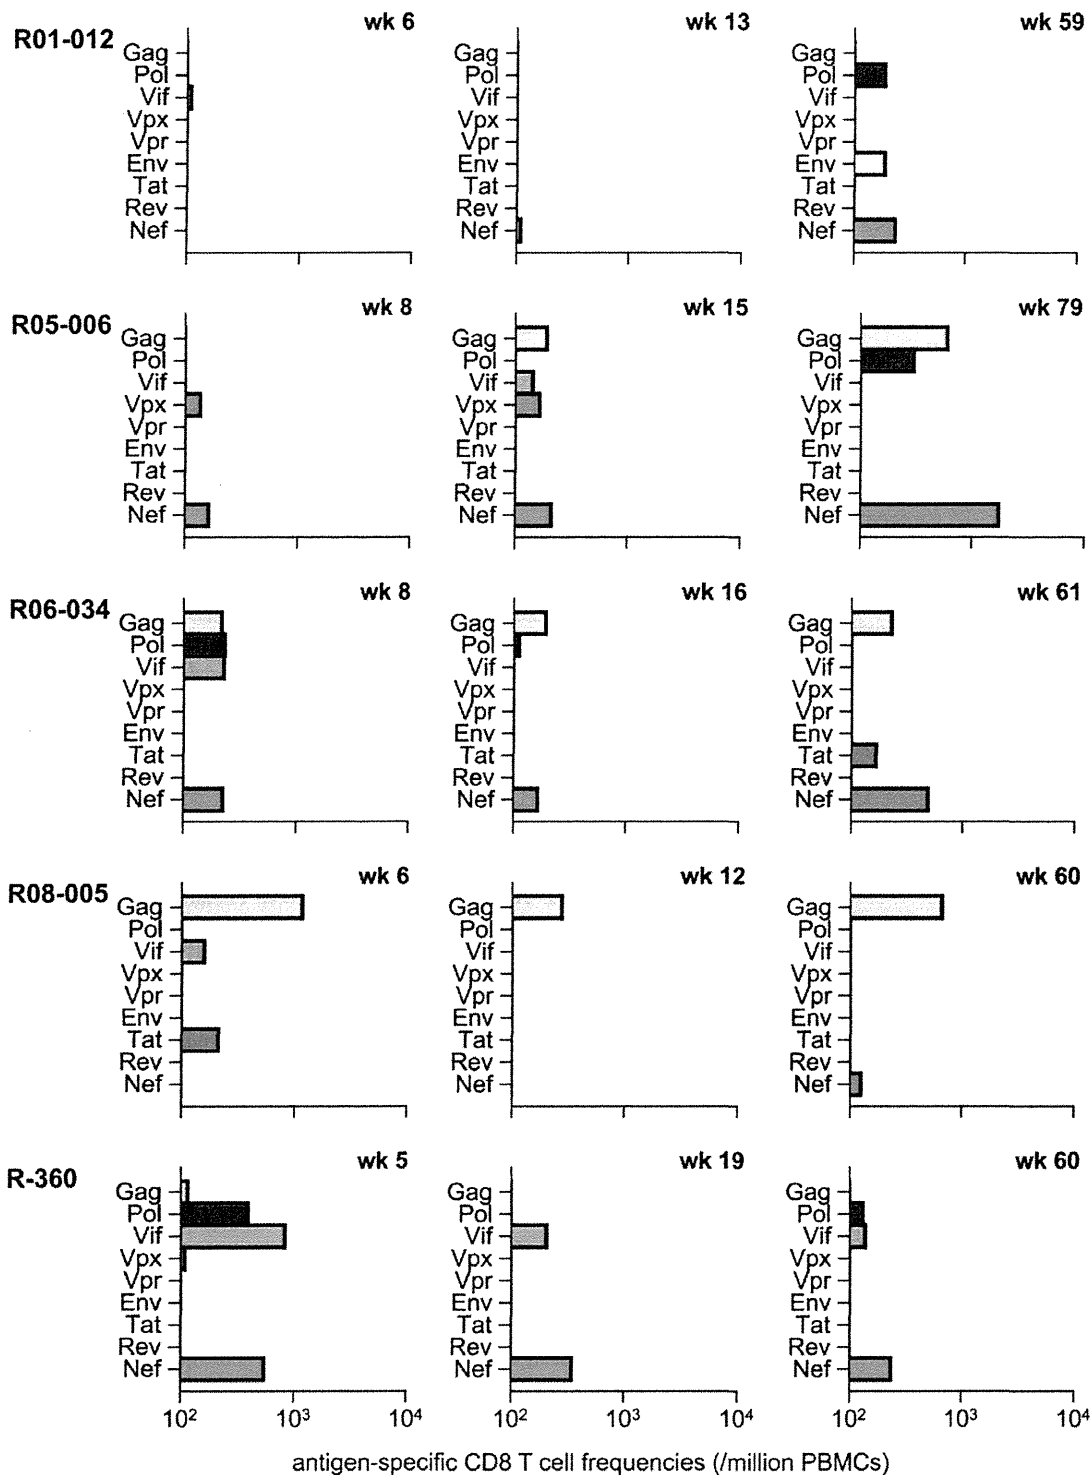 R01-012
wk 6
Gag
Pol
Vif
Vpx
Vpr
Env
Tat
Rev
Nef
wk 13
Gag
Pol
Vif
Vpx
Vpr
Env
Tat
Rev
Nef
wk 59
Gag
Pol
Vif
Vpx
Vpr
Env
Tat
Rev
Nef
R05-006
wk 8
Gag
Pol
Vif
Vpx
Vpr
Env
Tat
Rev
Nef
wk 15
Gag
Pol
Vif
Vpx
Vpr
Env
Tat
Rev
Nef
wk 79
Gag
Pol
Vif
Vpx
Vpr
Env
Tat
Rev
Nef
R06-034
wk 8
Gag
Pol
Vif
Vpx
Vpr
Env
Tat
Rev
Nef
wk 16
Gag
Pol
Vif
Vpx
Vpr
Env
Tat
Rev
Nef
wk 61
Gag
Pol
Vif
Vpx
Vpr
Env
Tat
Rev
Nef
R08-005
wk 6
Gag
Pol
Vif
Vpx
Vpr
Env
Tat
Rev
Nef
wk 12
Gag
Pol
Vif
Vpx
Vpr
Env
Tat
Rev
Nef
wk 60
Gag
Pol
Vif
Vpx
Vpr
Env
Tat
Rev
Nef
R-360
wk 5
Gag
Pol
Vif
Vpx
Vpr
Env
Tat
Rev
Nef
wk 19
Gag
Pol
Vif
Vpx
Vpr
Env
Tat
Rev
Nef
wk 60
Gag
Pol
Vif
Vpx
Vpr
Env
Tat
Rev
Nef
10² 10³ 10⁴ 10² 10³ 10⁴ 10² 10³ 10⁴
antigen-specific CD8 T cell frequencies (/million PBMCs)